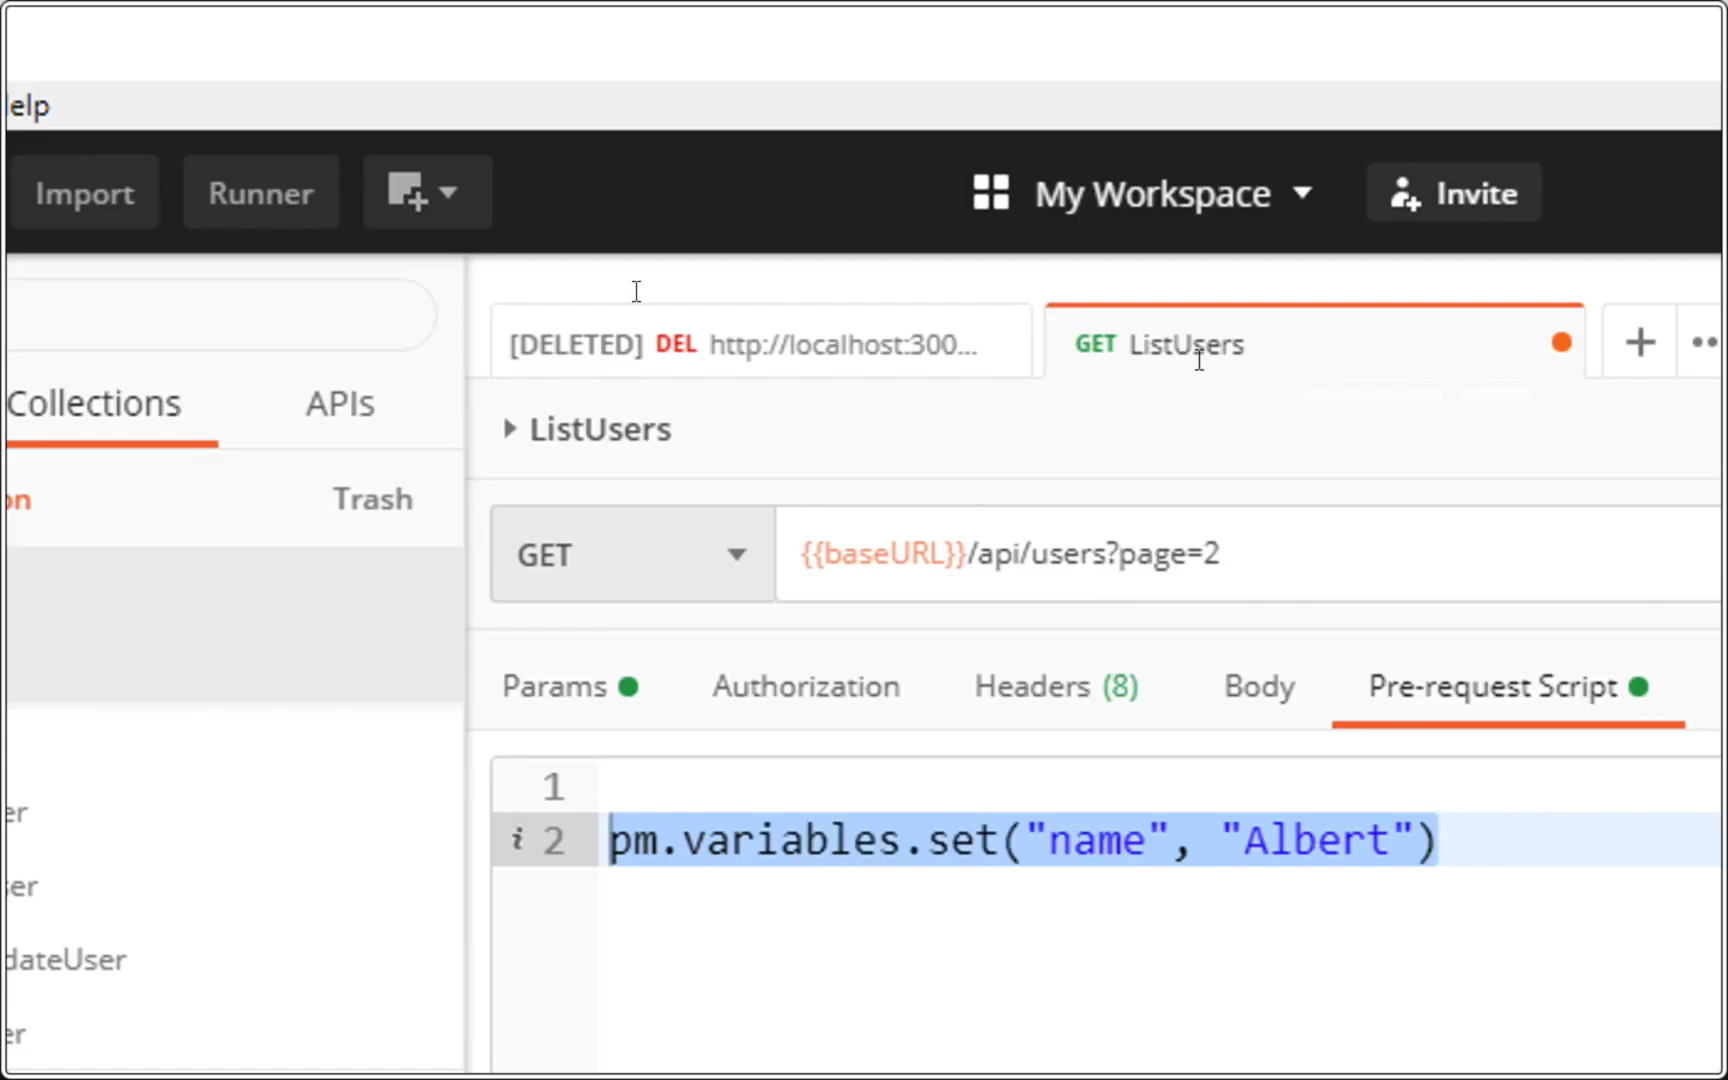 elp
Import
Runner
My Workspace
Invite
[DELETED] DEL http://localhost:300...
GET ListUsers
Collections
APIs
ListUsers
on
Trash
GET
{{baseURL}}/api/users?page=2
Params
Authorization
Headers (8)
Body
Pre-request Script
1
i 2 pm.variables.set("name", "Albert")
er
ser
dateUser
er